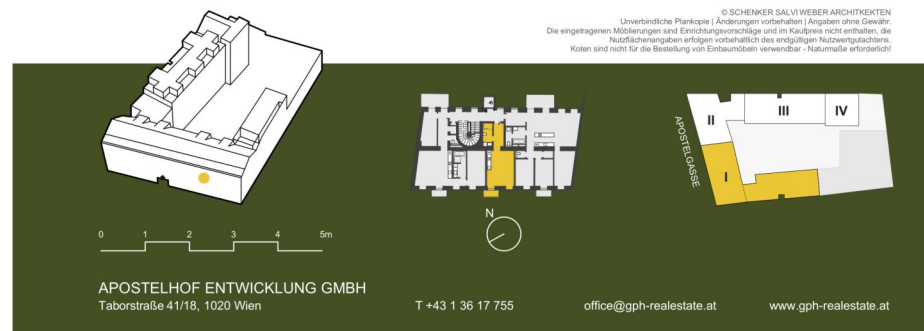 © SCHENKER SALVI WEBER ARCHITKEKTEN
Unverbindliche Plankopie | Änderungen vorbehalten | Angaben ohne Gewähr.
Die eingetragenen Möblierungen sind Einrichtungsvorschläge und im Kaufpreis nicht enthalten, die
Nutzflächenangaben erfolgen vorbehaltlich des endgültigen Nutzwertgutachtens.
Koten sind nicht für die Bestellung von Einbaumöbeln verwendbar - Naturmaße erforderlich!
II
III
IV
I
APOSTELGASSE
N
0 1 2 3 4 5m
APOSTELHOF ENTWICKLUNG GMBH
Taborstraße 41/18, 1020 Wien
T +43 1 36 17 755
office@gph-realestate.at
www.gph-realestate.at